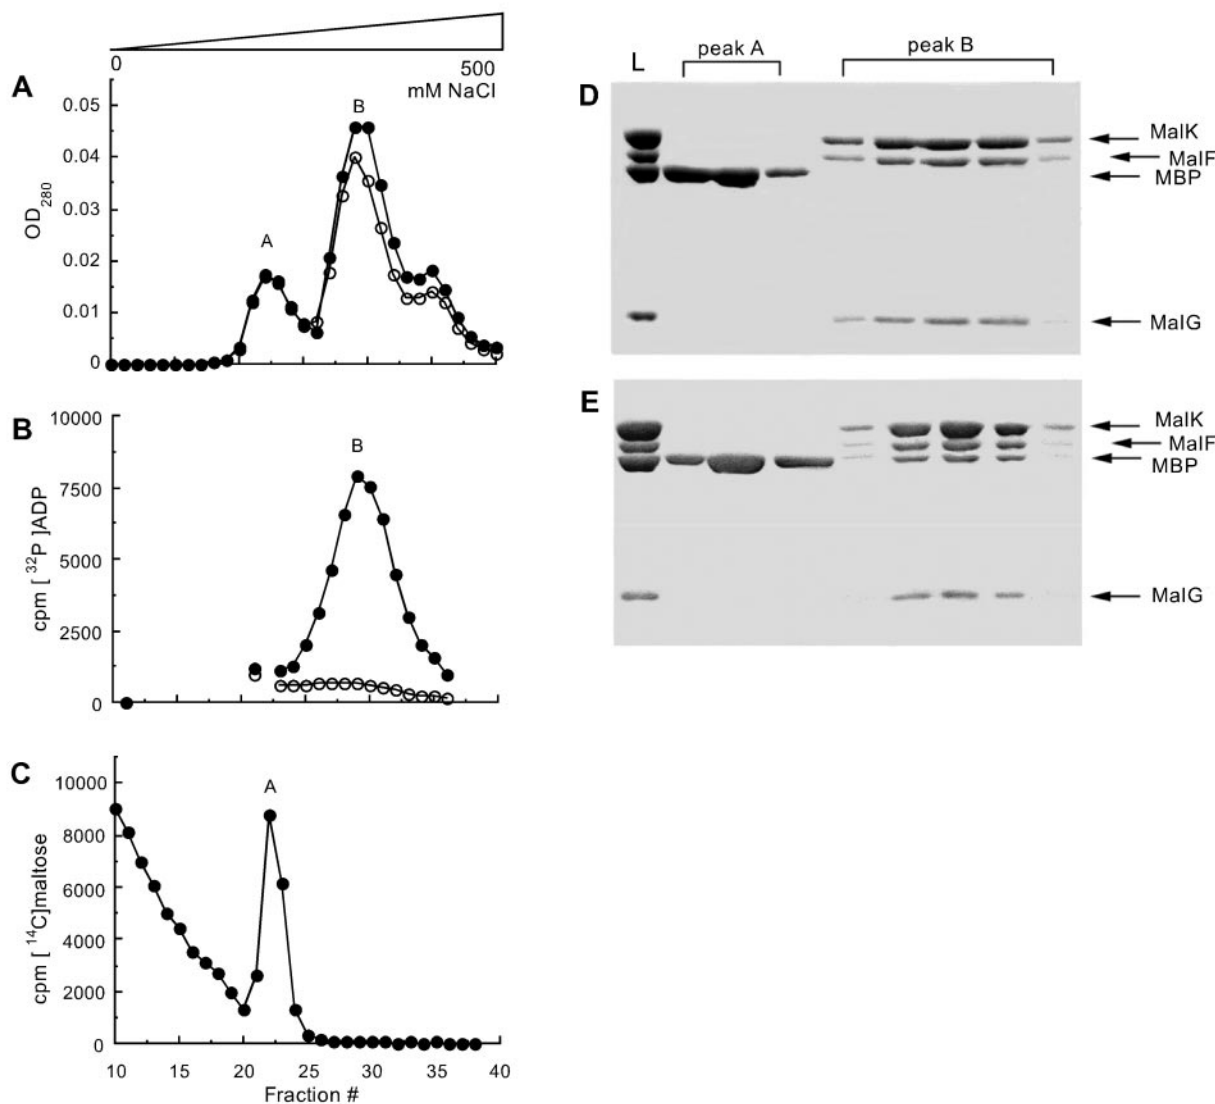 0
500
mM NaCl
A
0.05
0.04
0.03
0.02
0.01
0
OD280
A
B
B
10000
7500
5000
2500
0
cpm [ 32P ]ADP
B
C
10000
8000
6000
4000
2000
0
cpm [ 14C]maltose
A
10 15 20 25 30 35 40
Fraction #
L peak A peak B
D
MalK
MalF
MBP
MalG
E
MalK
MalF
MBP
MalG